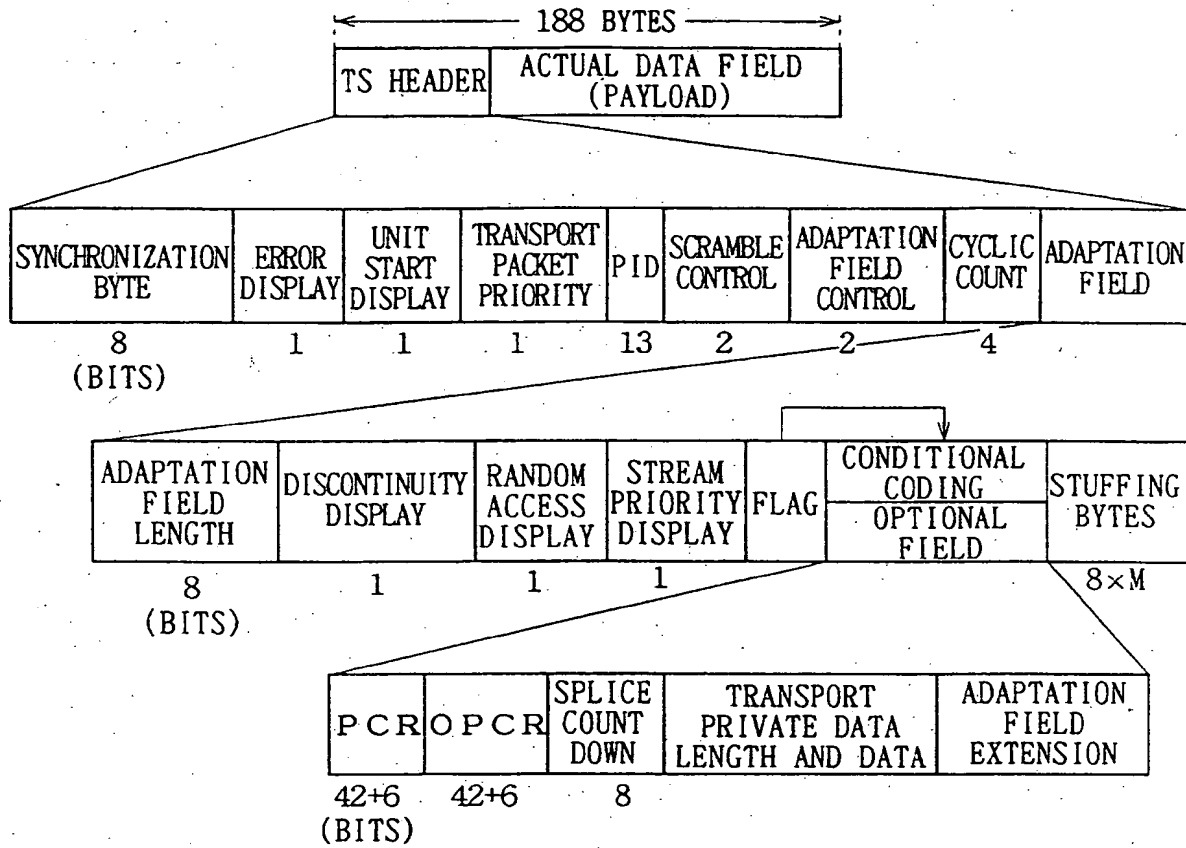 188 BYTES
TS HEADER
ACTUAL DATA FIELD
(PAYLOAD)
SYNCHRONIZATION
BYTE
ERROR
DISPLAY
UNIT
START
DISPLAY
TRANSPORT
PACKET
PRIORITY
PID
SCRAMBLE
CONTROL
ADAPTATION
FIELD
CONTROL
CYCLIC
COUNT
ADAPTATION
FIELD
8
(BITS)
1
1
1
13
2
2
4
ADAPTATION
FIELD
LENGTH
DISCONTINUITY
DISPLAY
RANDOM
ACCESS
DISPLAY
STREAM
PRIORITY
DISPLAY
FLAG
CONDITIONAL
CODING
OPTIONAL
FIELD
STUFFING
BYTES
8
(BITS)
1
1
1
8×M
PCR
OPCR
SPLICE
COUNT
DOWN
TRANSPORT
PRIVATE DATA
LENGTH AND DATA
ADAPTATION
FIELD
EXTENSION
42+6
(BITS)
42+6
8